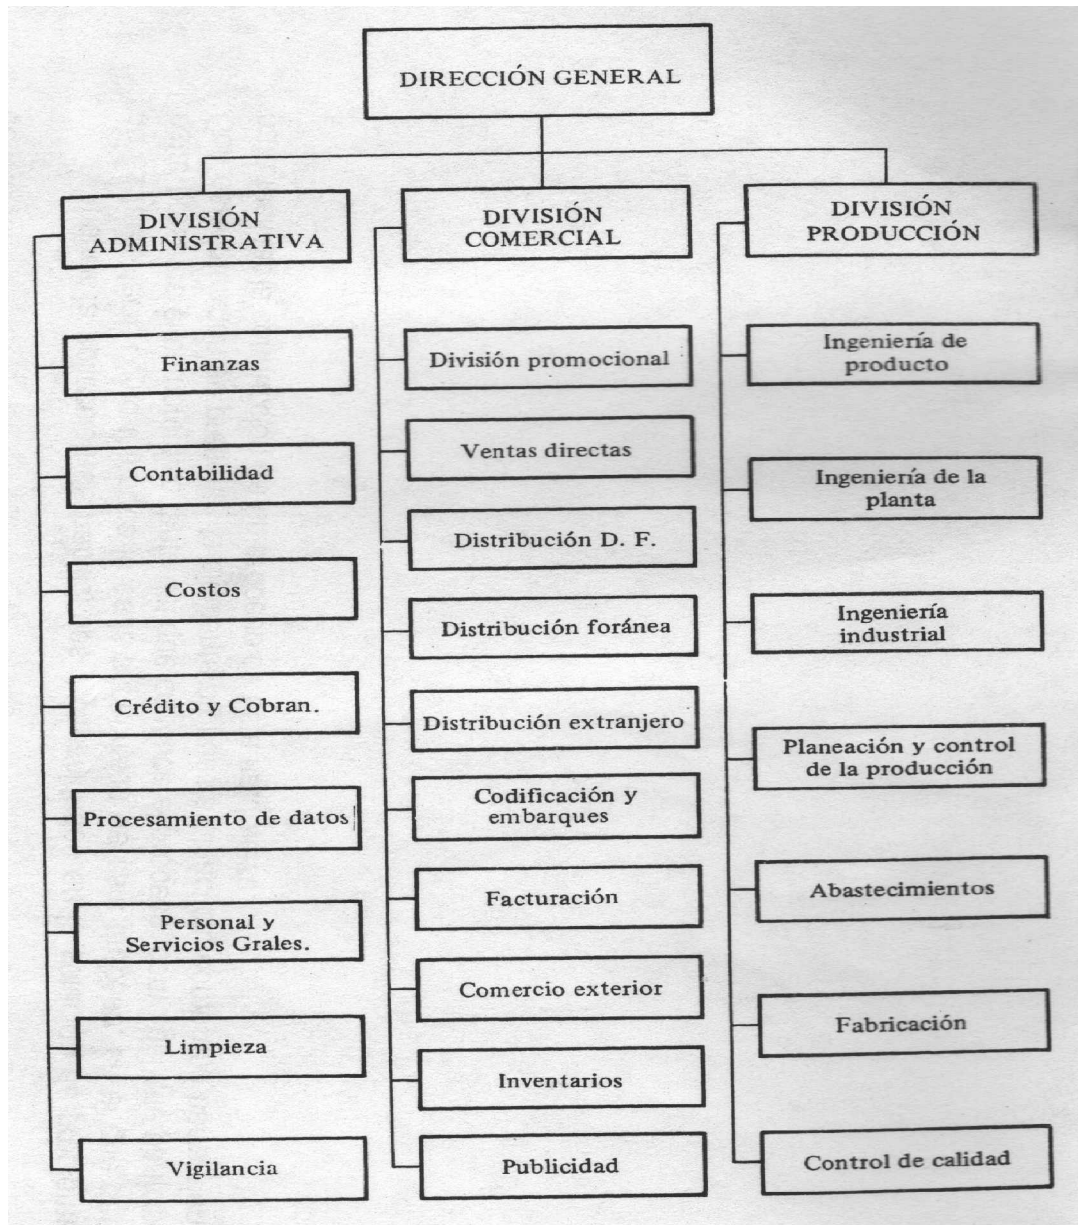 DIRECCIÓN GENERAL
DIVISIÓN
ADMINISTRATIVA
Finanzas
Contabilidad
Costos
Crédito y Cobran.
Procesamiento de datos
Personal y
Servicios Grales.
Limpieza
Vigilancia
DIVISIÓN
COMERCIAL
División promocional
Ventas directas
Distribución D. F.
Distribución foránea
Distribución extranjero
Codificación y
embarques
Facturación
Comercio exterior
Inventarios
Publicidad
DIVISIÓN
PRODUCCIÓN
Ingeniería de
producto
Ingeniería de la
planta
Ingeniería
industrial
Planeación y control
de la producción
Abastecimientos
Fabricación
Control de calidad